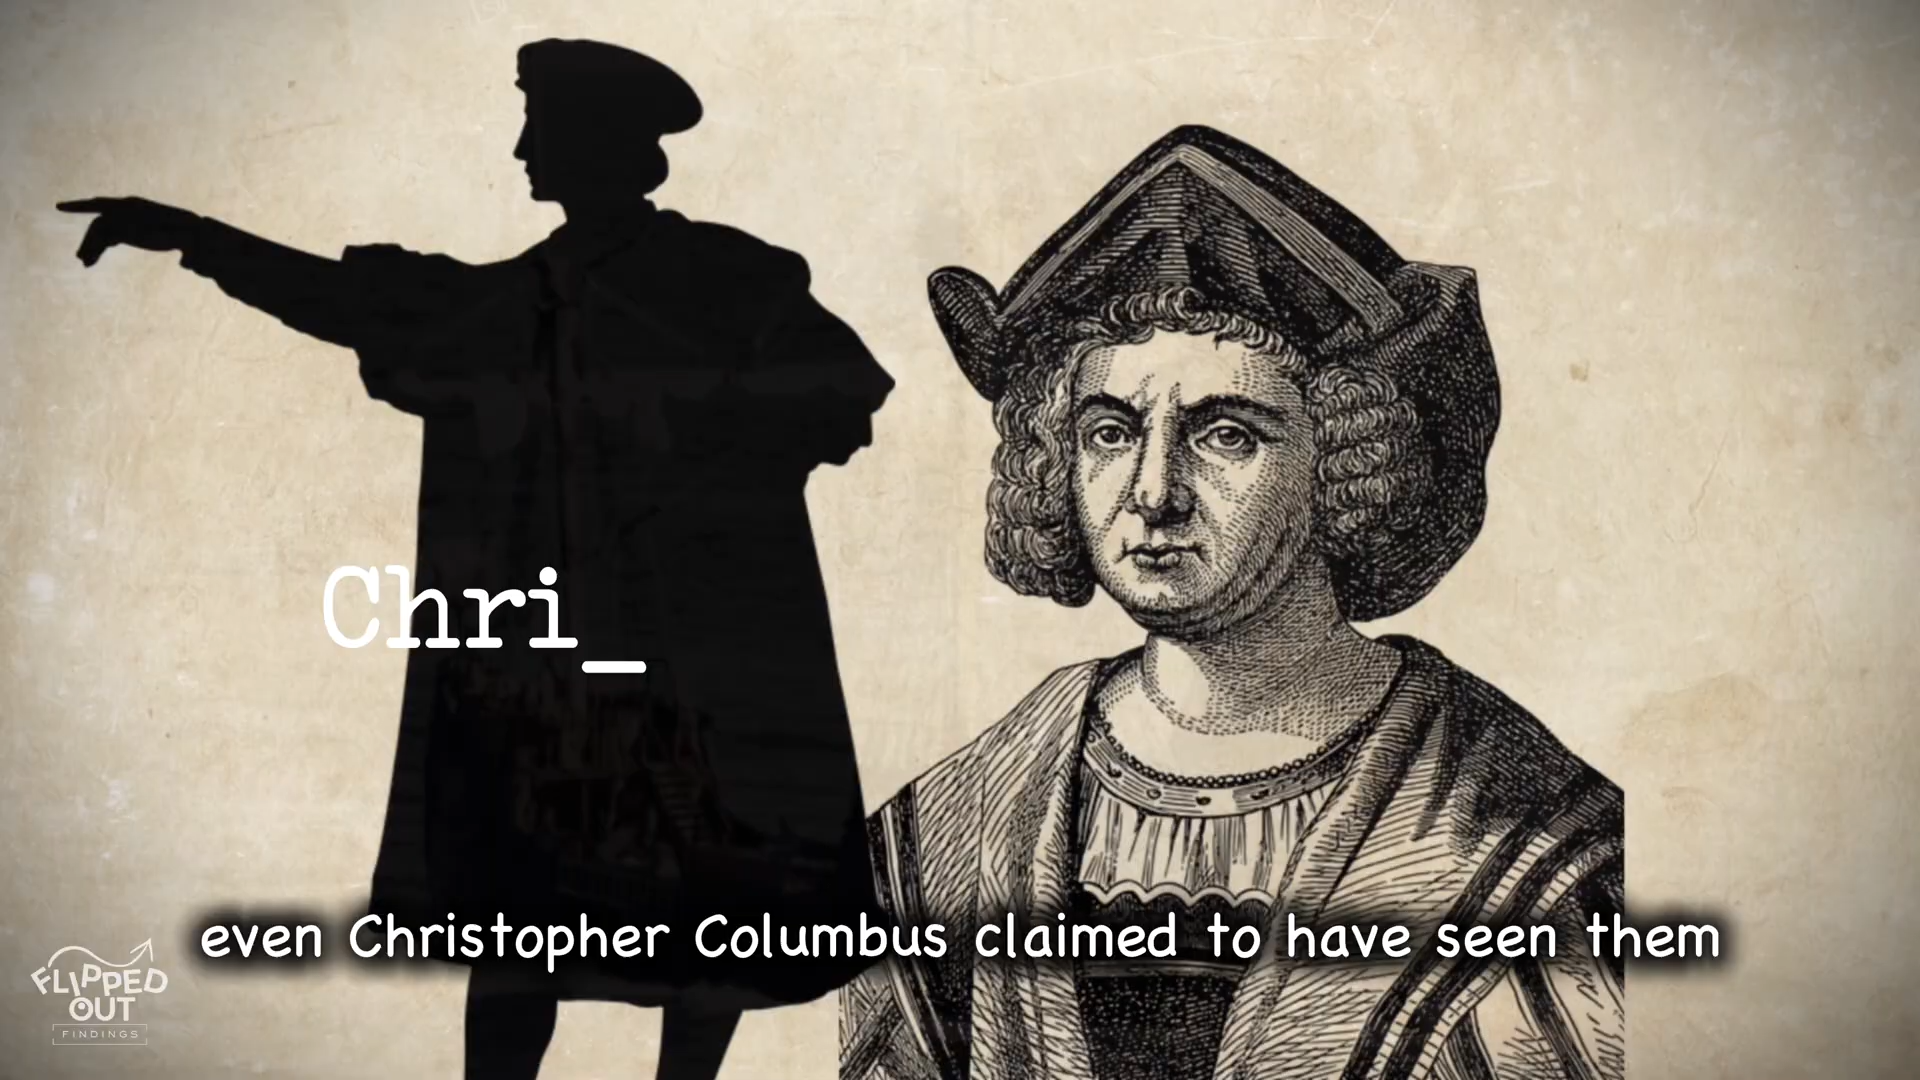 Chri_
even Christopher Columbus claimed to have seen them
FLIPPED
OUT
FINDINGS